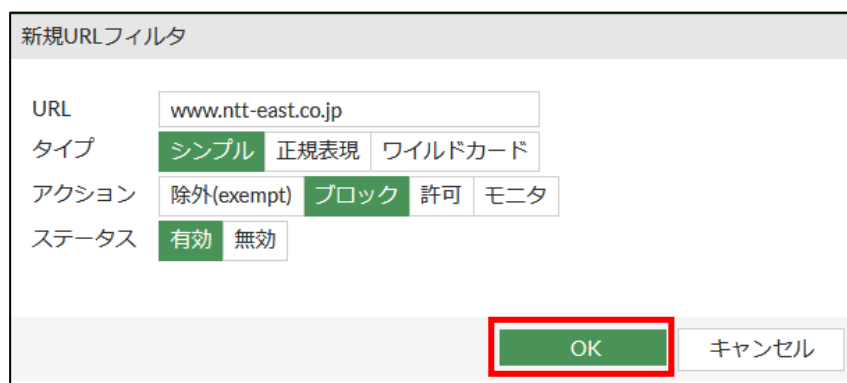 新規URLフィルタ
URL www.ntt-east.co.jp
タイプ シンプル 正規表現 ワイルドカード
アクション 除外(exempt) ブロック 許可 モニタ
ステータス 有効 無効
OK キャンセル